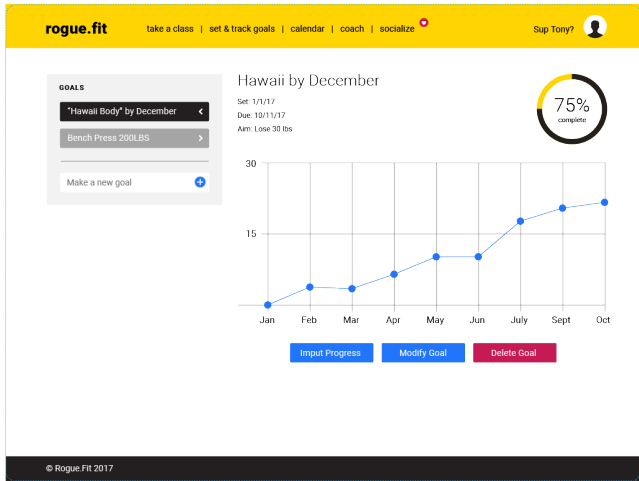 rogue.fit
take a class | set & track goals | calendar | coach | socialize
Sup Tony?
GOALS
"Hawaii Body" by December
Bench Press 200LBS
Make a new goal
Hawaii by December
Set: 1/1/17
Due: 10/11/17
Aim: Lose 30 lbs
75%
complete
30
15
Jan Feb Mar Apr May Jun July Sept Oct
Imput Progress
Modify Goal
Delete Goal
© Rogue.Fit 2017